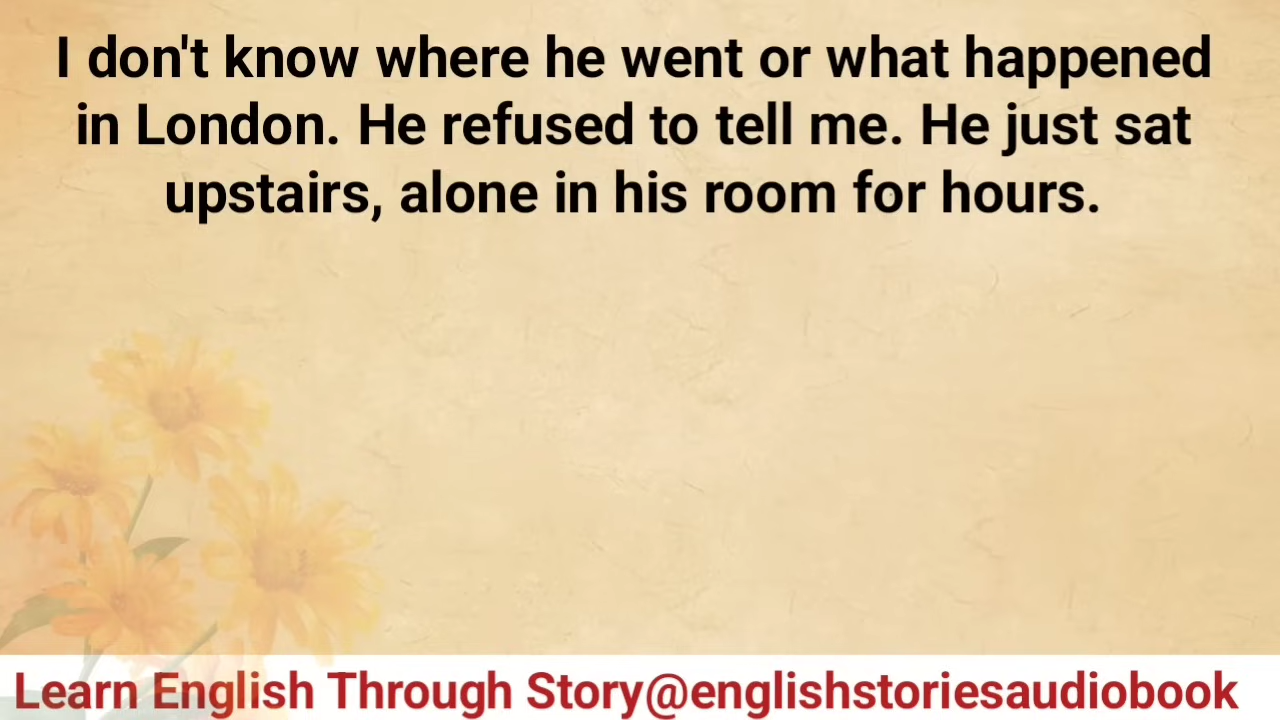 I don't know where he went or what happened
in London. He refused to tell me. He just sat
upstairs, alone in his room for hours.
Learn English Through Story@englishstoriesaudiobook